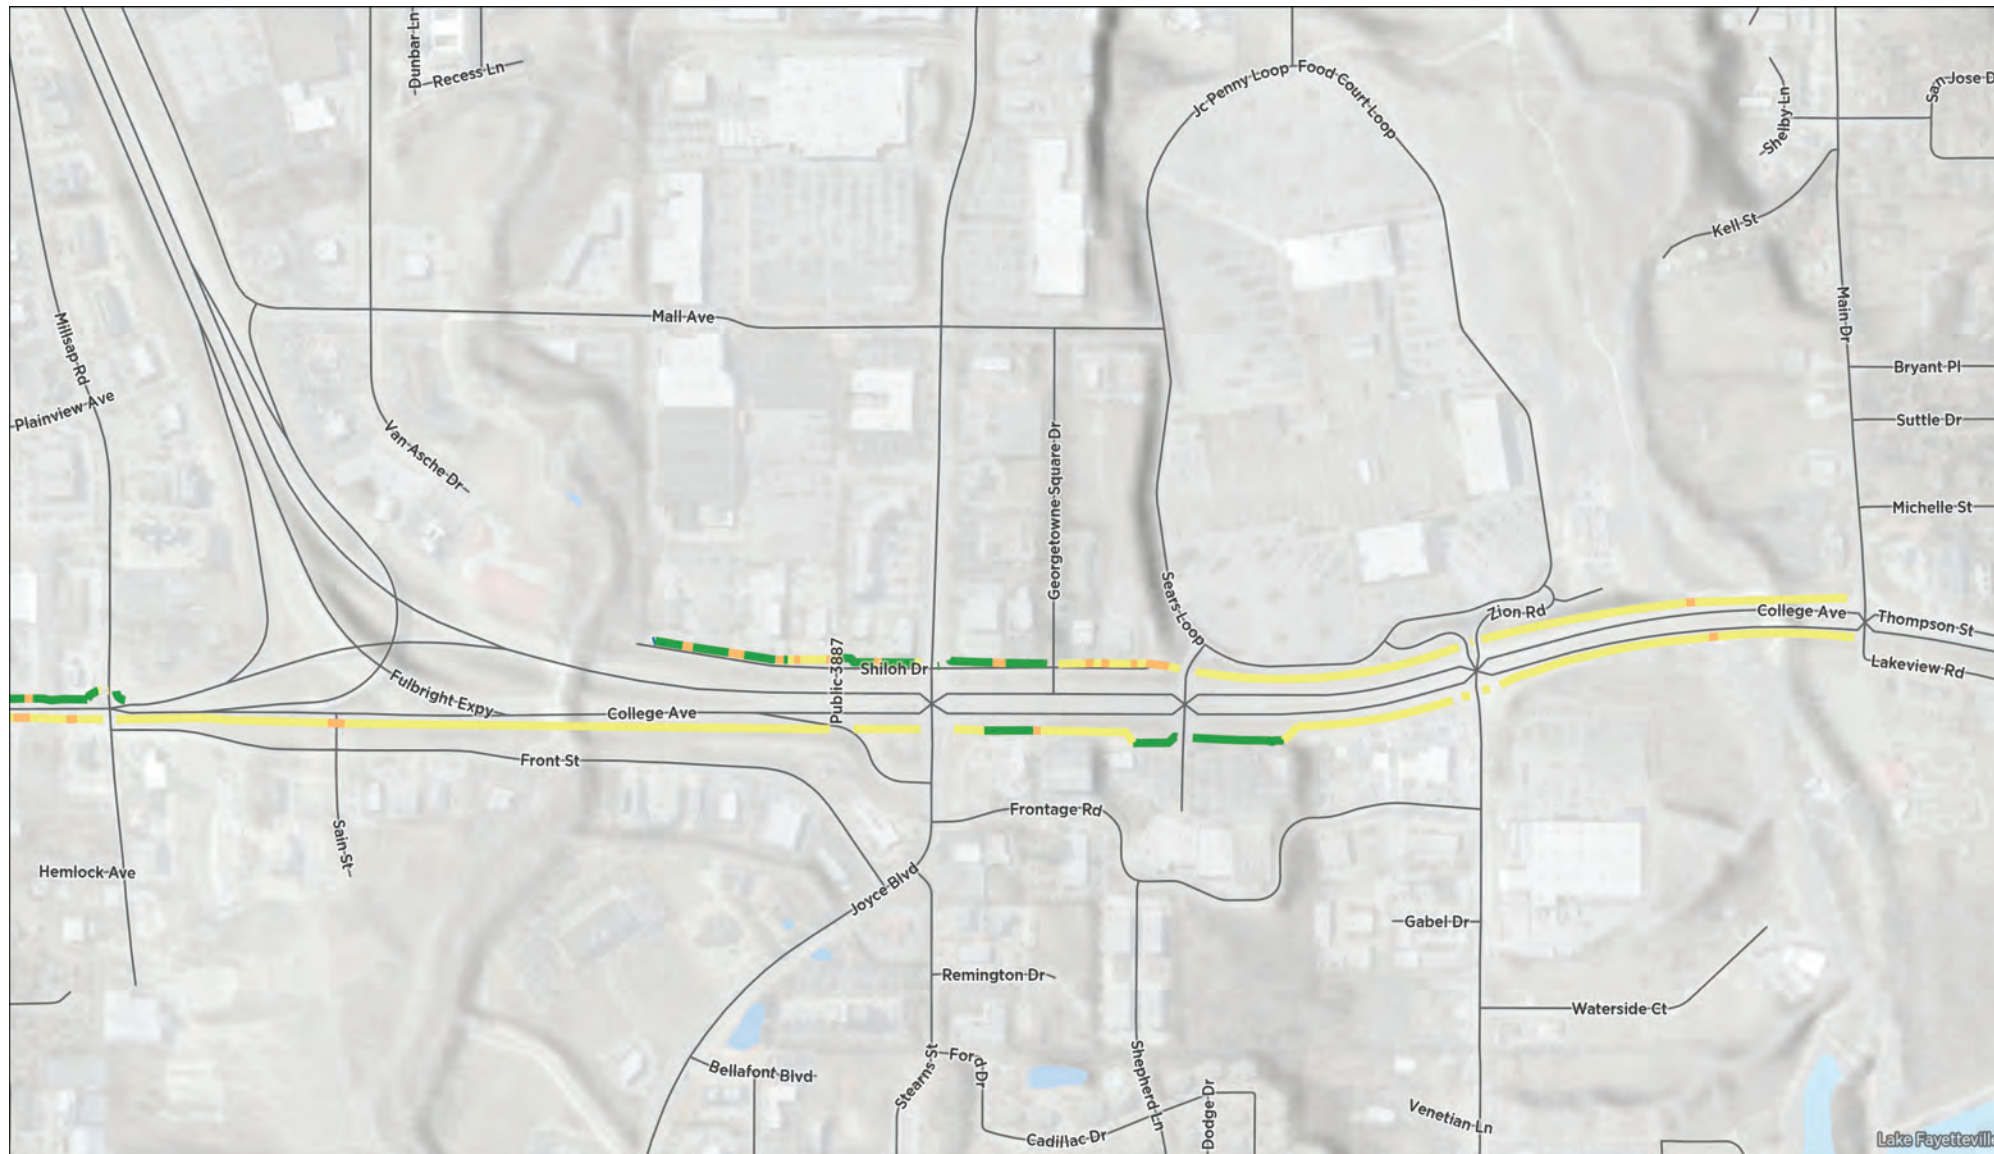 Dunbar Ln
Recess Ln
Jc Penny Loop
Food Court Loop
Shelby Ln
San Jose D
Kell St
Main Dr
Millsap Rd
Mall Ave
Bryant Pl
Plainview Ave
Suttle Dr
Van Asche Dr
Georgetowne Square Dr
Michelle St
Sears Loop
Zion Rd
College Ave
Thompson St
Public 3887
Shiloh Dr
Lakeview Rd
Fulbright Expy
College Ave
Front St
Frontage Rd
Sain St
Hemlock Ave
Joyce Blvd
Gabel Dr
Remington Dr
Waterside Ct
Bellafont Blvd
Stearns St
Ford Dr
Shepherd Ln
Dodge Dr
Cadillac Dr
Venetian Ln
Lake Fayetteville